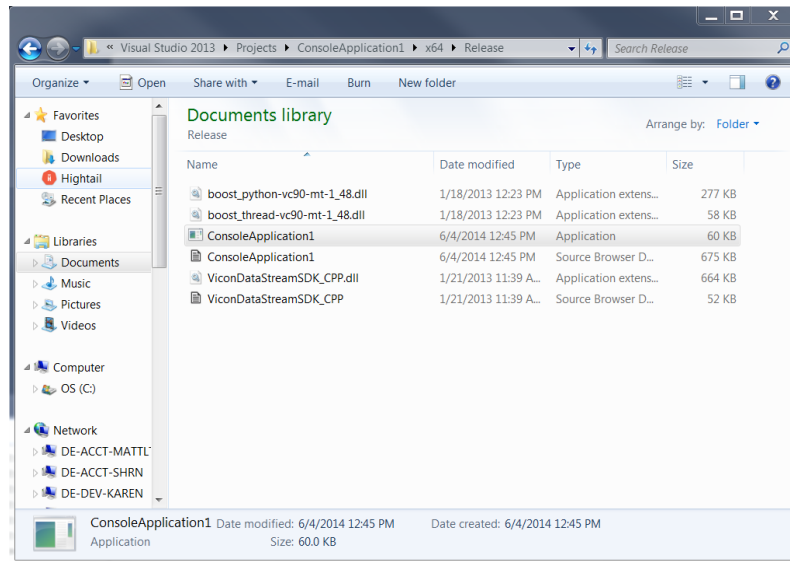 « Visual Studio 2013 ▸ Projects ▸ ConsoleApplication1 ▸ x64 ▸ Release
Search Release
Organize Open Share with E-mail Burn New folder
Favorites
Desktop
Downloads
Hightail
Recent Places
Libraries
Documents
Music
Pictures
Videos
Computer
OS (C:)
Network
DE-ACCT-MATTL
DE-ACCT-SHRN
DE-DEV-KAREN
Documents library
Release
Arrange by: Folder
Name Date modified Type Size
boost_python-vc90-mt-1_48.dll 1/18/2013 12:23 PM Application extens... 277 KB
boost_thread-vc90-mt-1_48.dll 1/18/2013 12:23 PM Application extens... 58 KB
ConsoleApplication1 6/4/2014 12:45 PM Application 60 KB
ConsoleApplication1 6/4/2014 12:45 PM Source Browser D... 675 KB
ViconDataStreamSDK_CPP.dll 1/21/2013 11:39 A... Application extens... 664 KB
ViconDataStreamSDK_CPP 1/21/2013 11:39 A... Source Browser D... 52 KB
ConsoleApplication1 Date modified: 6/4/2014 12:45 PM Date created: 6/4/2014 12:45 PM
Application Size: 60.0 KB